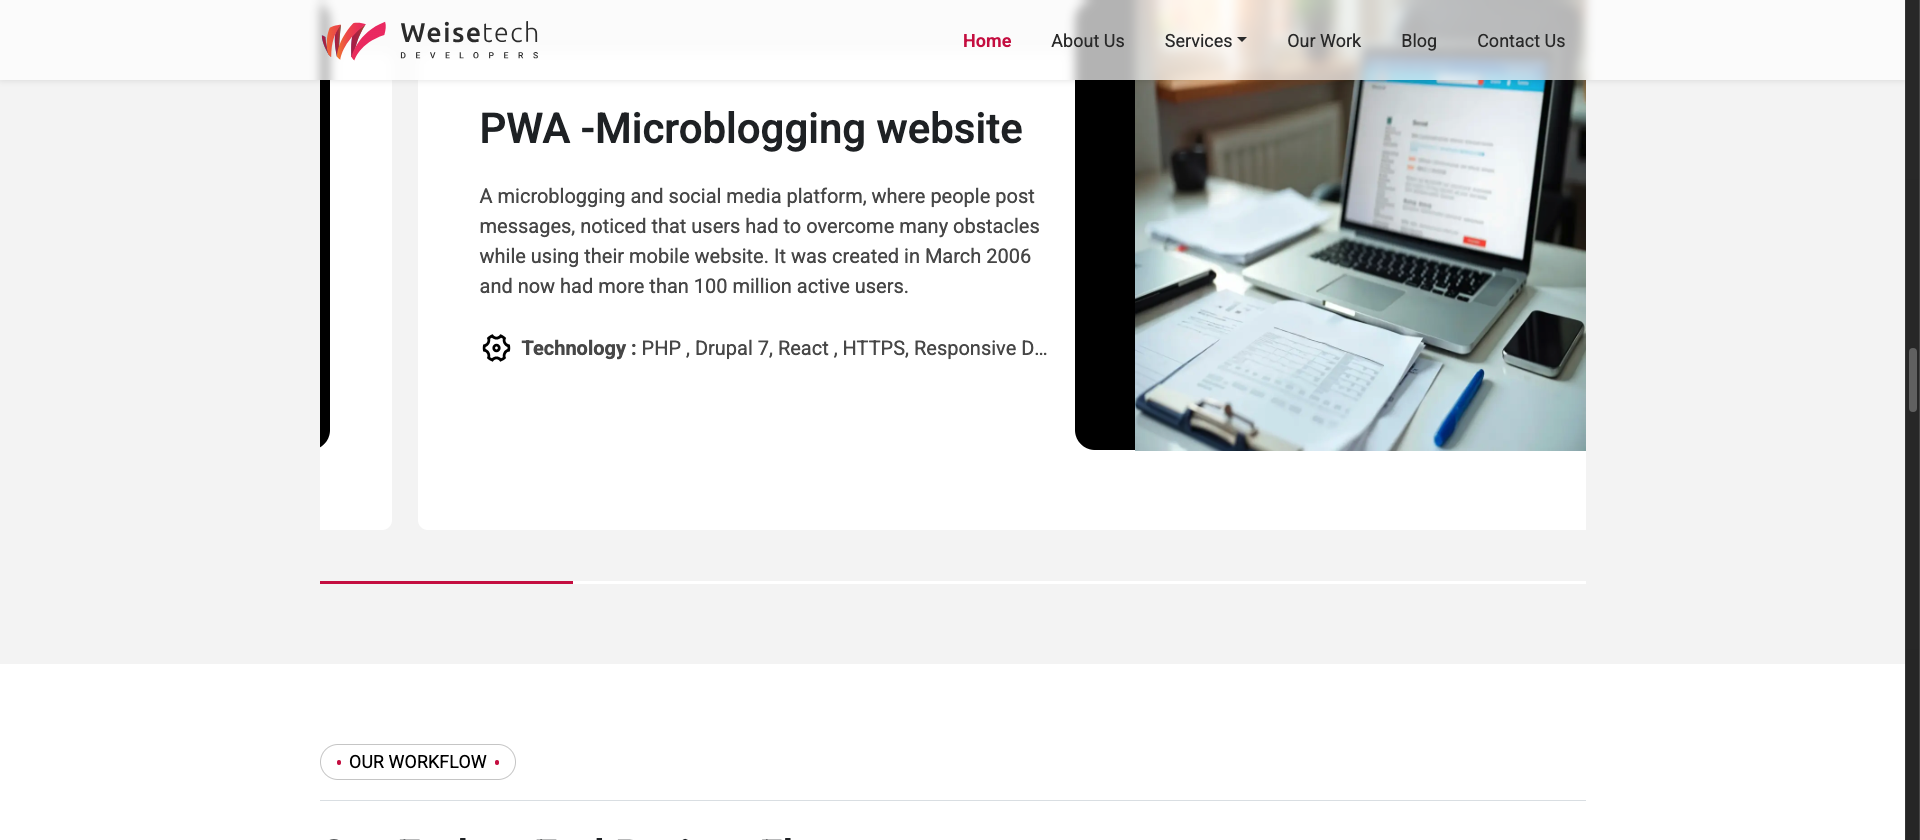 Weisetech
DEVELOPERS
Home
About Us
Services
Our Work
Blog
Contact Us
PWA -Microblogging website
A microblogging and social media platform, where people post
messages, noticed that users had to overcome many obstacles
while using their mobile website. It was created in March 2006
and now had more than 100 million active users.
Technology : PHP , Drupal 7, React , HTTPS, Responsive D...
• OUR WORKFLOW •